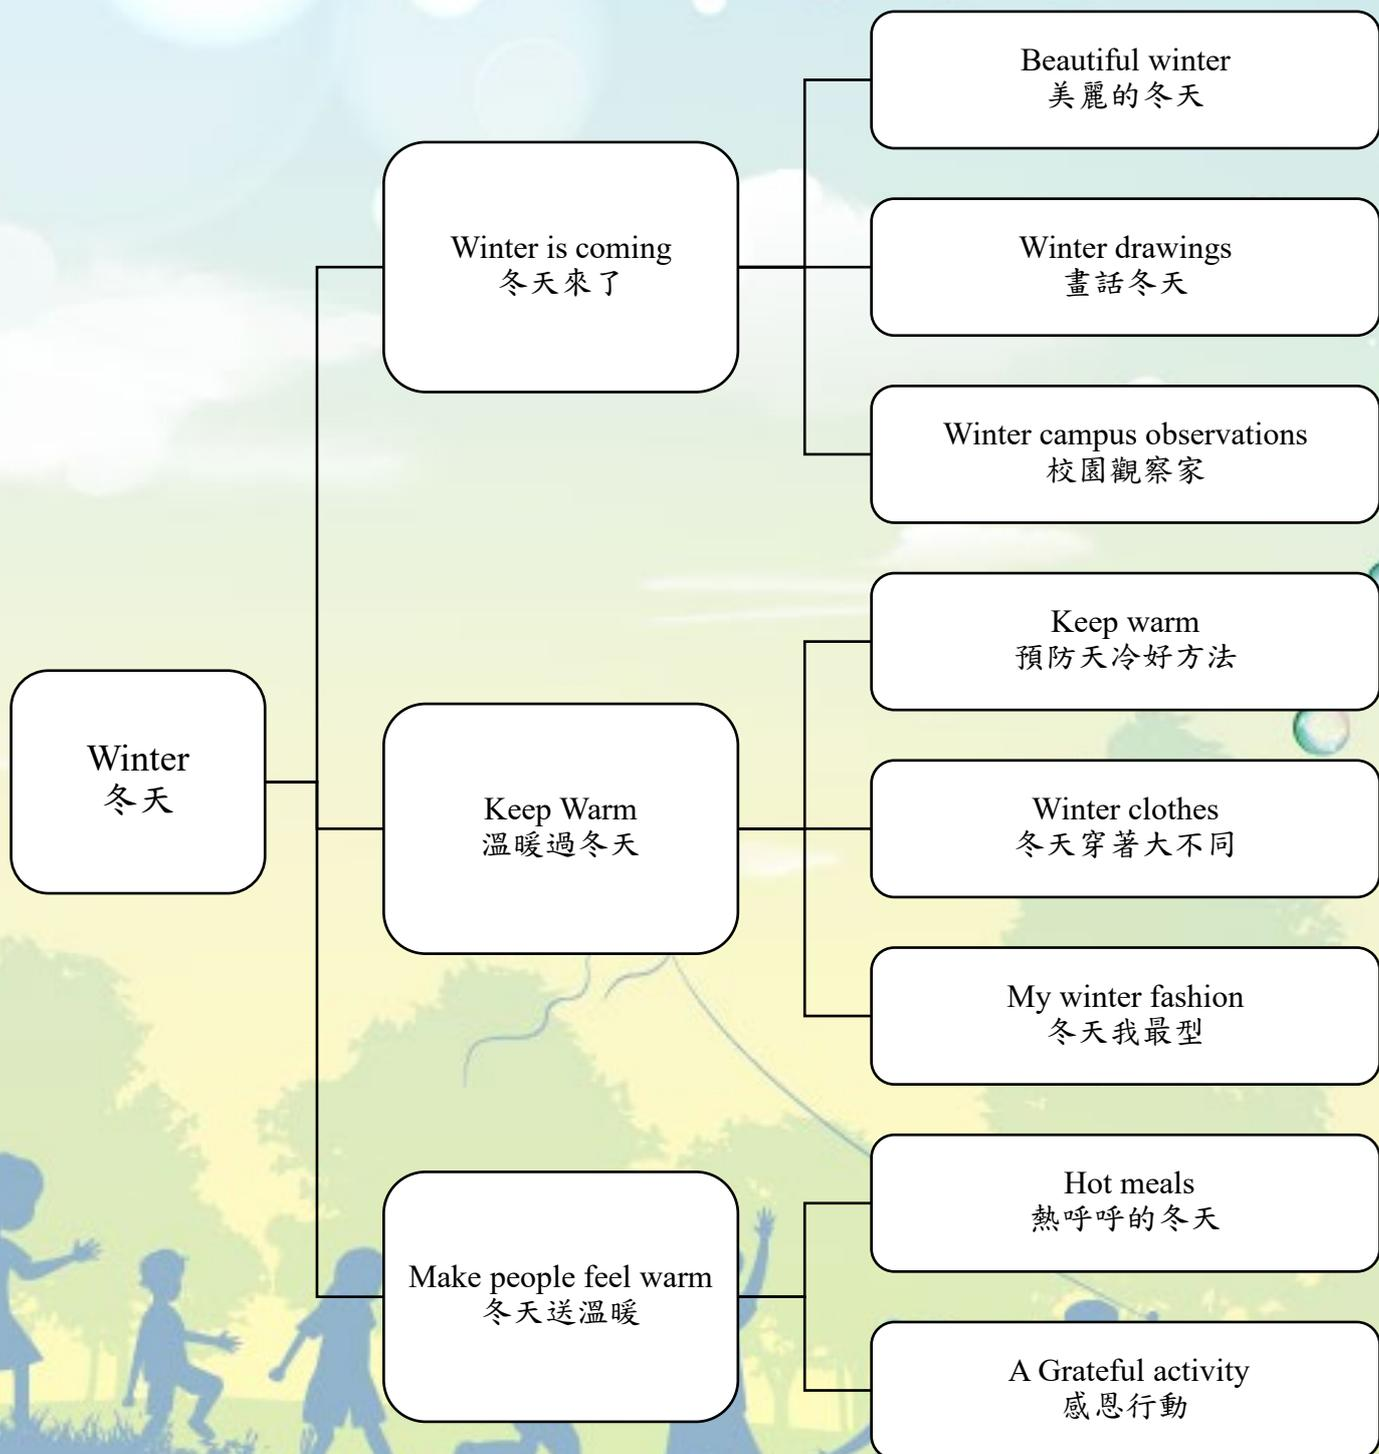 Winter
冬天
Winter is coming
冬天來了
Beautiful winter
美麗的冬天
Winter drawings
畫話冬天
Winter campus observations
校園觀察家
Keep Warm
溫暖過冬天
Keep warm
預防天冷好方法
Winter clothes
冬天穿著大不同
My winter fashion
冬天我最型
Make people feel warm
冬天送溫暖
Hot meals
熱呼呼的冬天
A Grateful activity
感恩行動